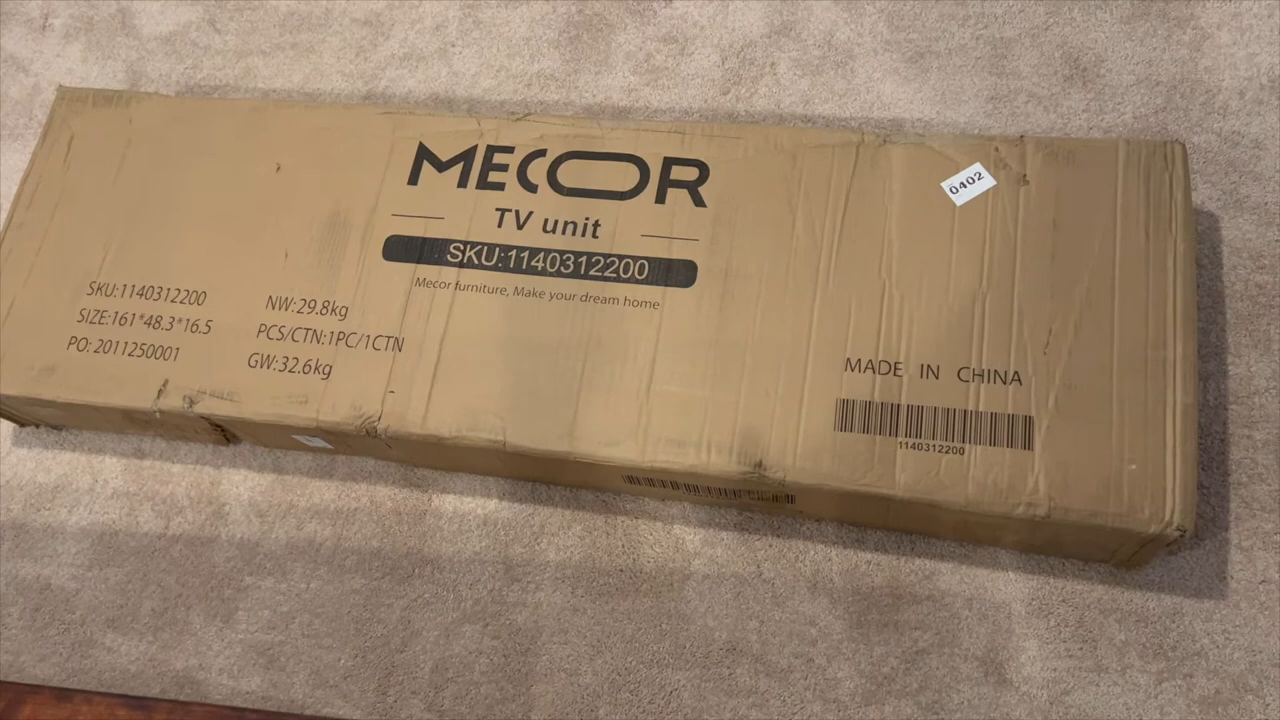 MECOR
TV unit
SKU:1140312200
Mecor furniture, Make your dream home
0402
SKU:1140312200
SIZE:161*48.3*16.5
PO: 2011250001
NW:29.8kg
PCS/CTN:1PC/1CTN
GW:32.6kg
MADE IN CHINA
1140312200